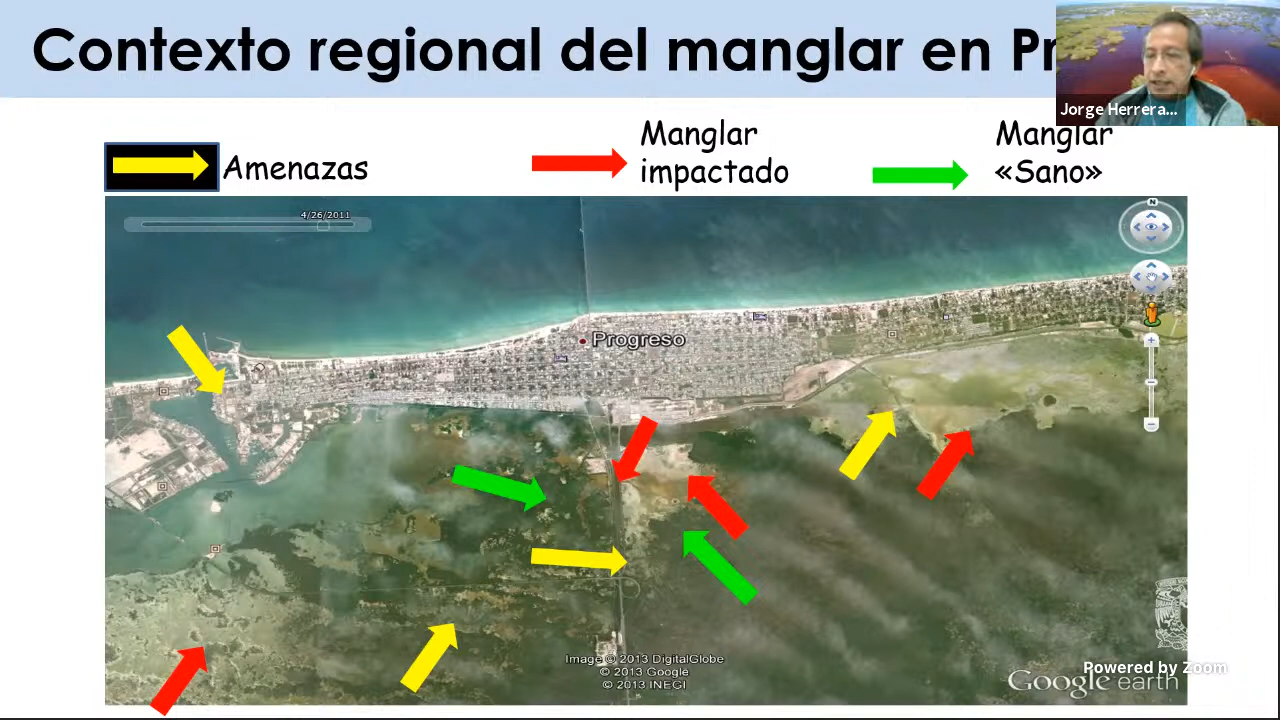 Contexto regional del manglar en Pr
Jorge Herrera...
Amenazas
Manglar
impactado
Manglar
«Sano»
4/26/2011
N
Progreso
Image © 2013 DigitalGlobe
© 2013 Google
© 2013 INEGI
Google earth
Powered by Zoom